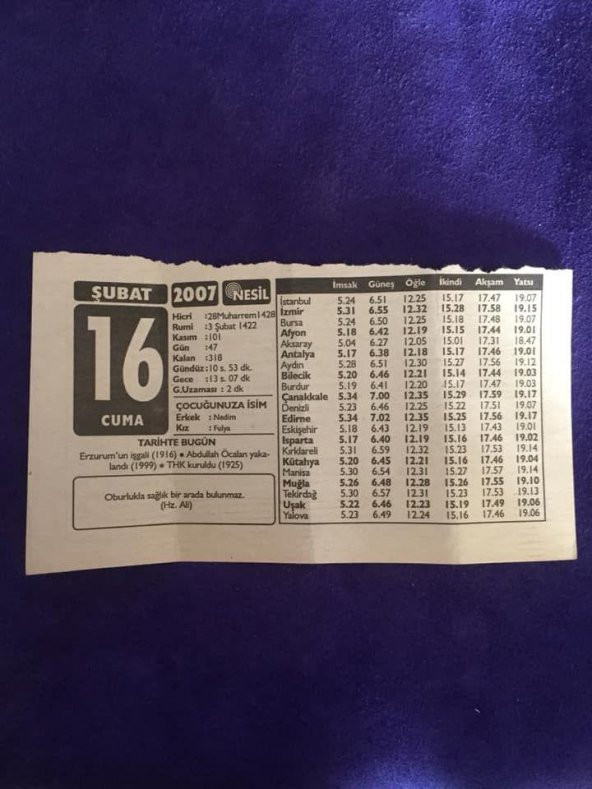 ŞUBAT 2007 NESİL
16
CUMA
Hicri :28Muharrem1428
Rumi :3 Şubat 1422
Kasım :101
Gün :47
Kalan :318
Gündüz :10 s. 53 dk.
Gece :13 s. 07 dk
G.Uzaması : 2 dk
ÇOCUĞUNUZA İSİM
Erkek : Nedim
Kız : Fulya
TARİHTE BUGÜN
Erzurum'un işgali (1916) • Abdullah Öcalan yaka-
landı (1999) • THK kuruldu (1925)
Oburlukla sağlık bir arada bulunmaz.
(Hz. Ali)
İmsak Güneş Öğle İkindi Akşam Yatsı
İstanbul 5.24 6.51 12.25 15.17 17.47 19.07
İzmir 5.31 6.55 12.32 15.28 17.58 19.15
Bursa 5.24 6.50 12.25 15.18 17.48 19.07
Afyon 5.18 6.42 12.19 15.15 17.44 19.01
Aksaray 5.04 6.27 12.05 15.01 17.31 18.47
Antalya 5.17 6.38 12.18 15.17 17.46 19.01
Aydın 5.28 6.51 12.30 15.27 17.56 19.12
Bilecik 5.20 6.46 12.21 15.14 17.44 19.03
Burdur 5.19 6.41 12.20 15.17 17.47 19.03
Çanakkale 5.34 7.00 12.35 15.29 17.59 19.17
Denizli 5.23 6.46 12.25 15.22 17.51 19.07
Edirne 5.34 7.02 12.35 15.25 17.56 19.17
Eskişehir 5.18 6.43 12.19 15.13 17.43 19.01
Isparta 5.17 6.40 12.19 15.16 17.46 19.02
Kırklareli 5.31 6.59 12.32 15.23 17.53 19.14
Kütahya 5.20 6.45 12.21 15.16 17.46 19.04
Manisa 5.30 6.54 12.31 15.27 17.57 19.14
Muğla 5.26 6.48 12.28 15.26 17.55 19.10
Tekirdağ 5.30 6.57 12.31 15.23 17.53 19.13
Uşak 5.22 6.46 12.23 15.19 17.49 19.06
Yalova 5.23 6.49 12.24 15.16 17.46 19.06